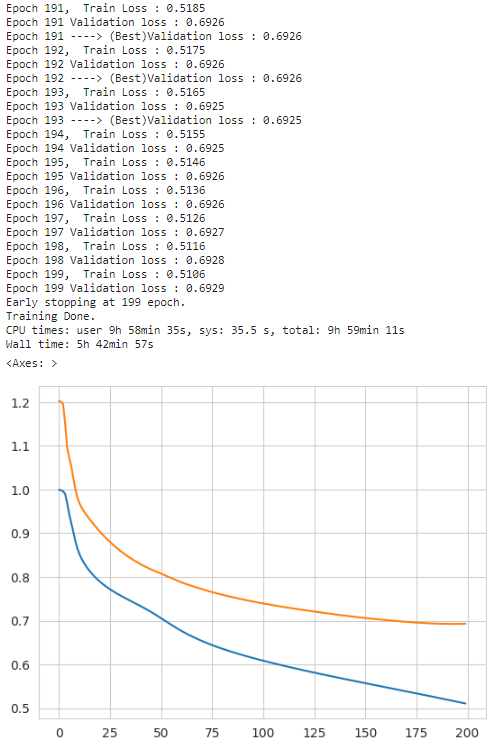 Epoch 191,  Train Loss : 0.5185
Epoch 191 Validation loss : 0.6926
Epoch 191 ----> (Best)Validation loss : 0.6926
Epoch 192,  Train Loss : 0.5175
Epoch 192 Validation loss : 0.6926
Epoch 192 ----> (Best)Validation loss : 0.6926
Epoch 193,  Train Loss : 0.5165
Epoch 193 Validation loss : 0.6925
Epoch 193 ----> (Best)Validation loss : 0.6925
Epoch 194,  Train Loss : 0.5155
Epoch 194 Validation loss : 0.6925
Epoch 195,  Train Loss : 0.5146
Epoch 195 Validation loss : 0.6926
Epoch 196,  Train Loss : 0.5136
Epoch 196 Validation loss : 0.6926
Epoch 197,  Train Loss : 0.5126
Epoch 197 Validation loss : 0.6927
Epoch 198,  Train Loss : 0.5116
Epoch 198 Validation loss : 0.6928
Epoch 199,  Train Loss : 0.5106
Epoch 199 Validation loss : 0.6929
Early stopping at 199 epoch.
Training Done.
CPU times: user 9h 58min 35s, sys: 35.5 s, total: 9h 59min 11s
Wall time: 5h 42min 57s
<Axes: >
1.2
1.1
1.0
0.9
0.8
0.7
0.6
0.5
0 25 50 75 100 125 150 175 200